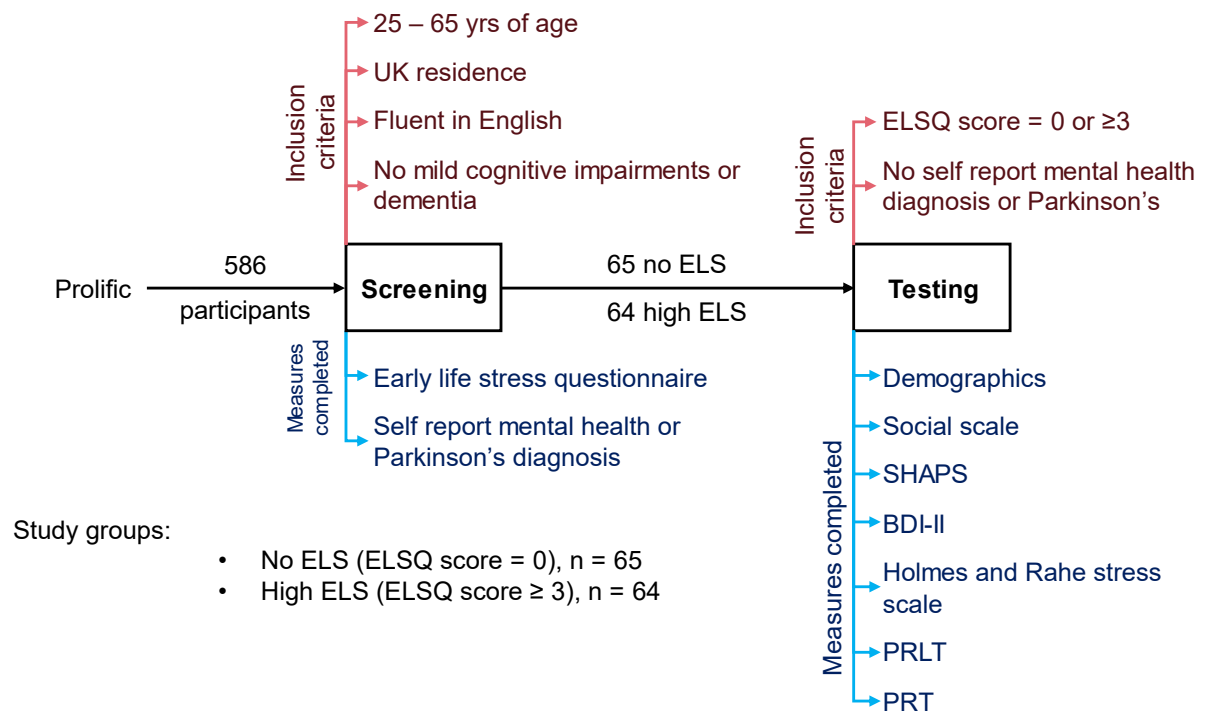 25 – 65 yrs of age
UK residence
Fluent in English
No mild cognitive impairments or
dementia
Inclusion
criteria
ELSQ score = 0 or ≥3
No self report mental health
diagnosis or Parkinson's
Inclusion
criteria
Prolific
586
participants
Screening
65 no ELS
64 high ELS
Testing
Measures
completed
Early life stress questionnaire
Self report mental health or
Parkinson's diagnosis
Measures completed
Demographics
Social scale
SHAPS
BDI-II
Holmes and Rahe stress
scale
PRLT
PRT
Study groups:
• No ELS (ELSQ score = 0), n = 65
• High ELS (ELSQ score ≥ 3), n = 64